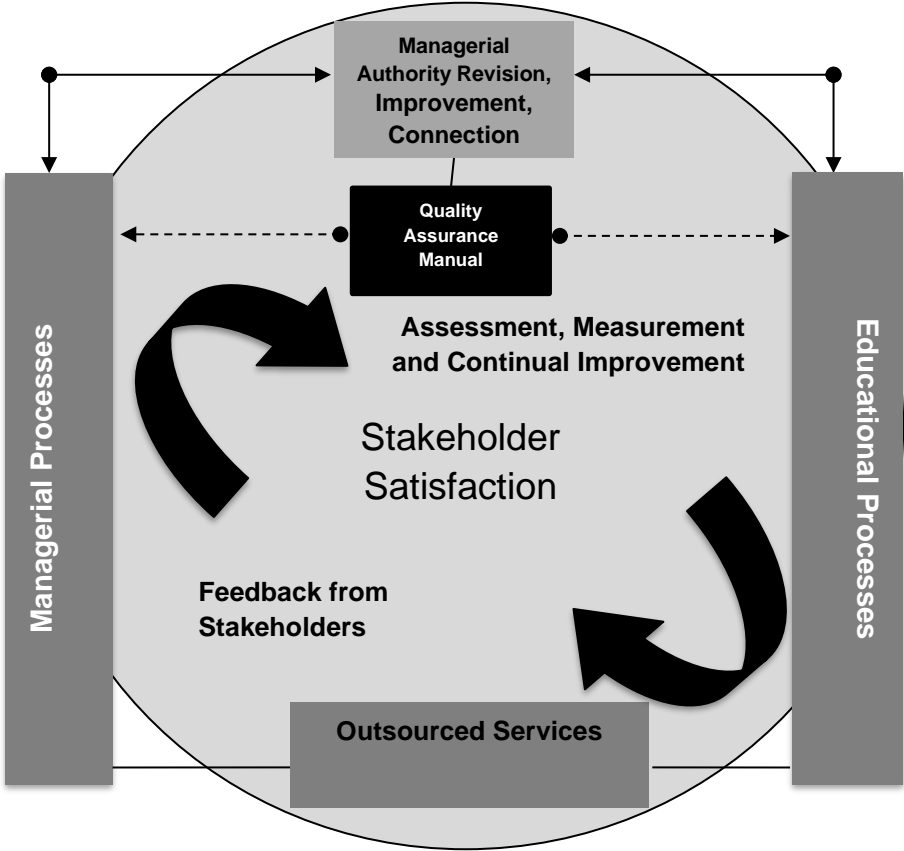 Managerial
Authority Revision,
Improvement,
Connection
Quality
Assurance
Manual
Assessment, Measurement
and Continual Improvement
Managerial Processes
Educational Processes
Stakeholder
Satisfaction
Feedback from
Stakeholders
Outsourced Services